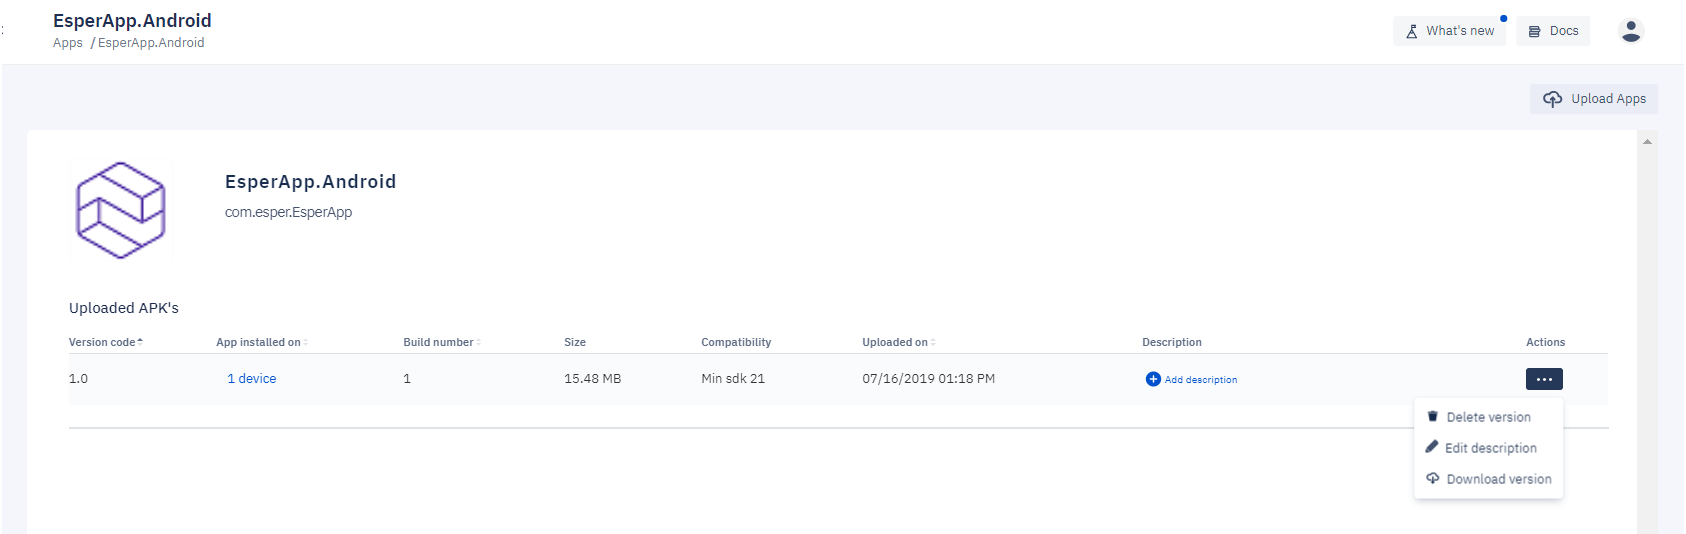 EsperApp.Android
Apps / EsperApp.Android
What's new
Docs
Upload Apps
EsperApp.Android
com.esper.EsperApp
Uploaded APK's
Version code App installed on Build number Size Compatibility Uploaded on Description Actions
1.0 1 device 1 15.48 MB Min sdk 21 07/16/2019 01:18 PM Add description
Delete version
Edit description
Download version